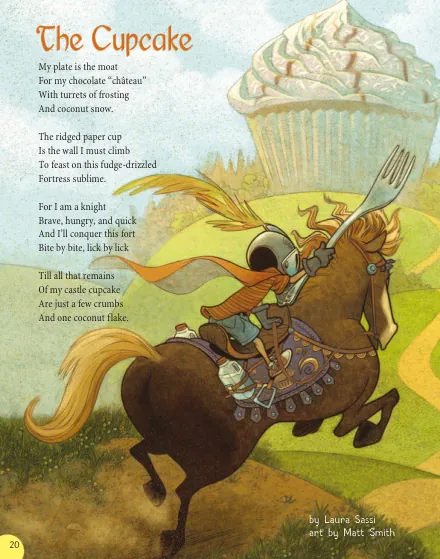 The Cupcake
My plate is the moat
For my chocolate “château”
With turrets of frosting
And coconut snow.
The ridged paper cup
Is the wall I must climb
To feast on this fudge-drizzled
Fortress sublime.
For I am a knight
Brave, hungry, and quick
And I’ll conquer this fort
Bite by bite, lick by lick
Till all that remains
Of my castle cupcake
Are just a few crumbs
And one coconut flake.
by Laura Sassi
art by Matt Smith
20